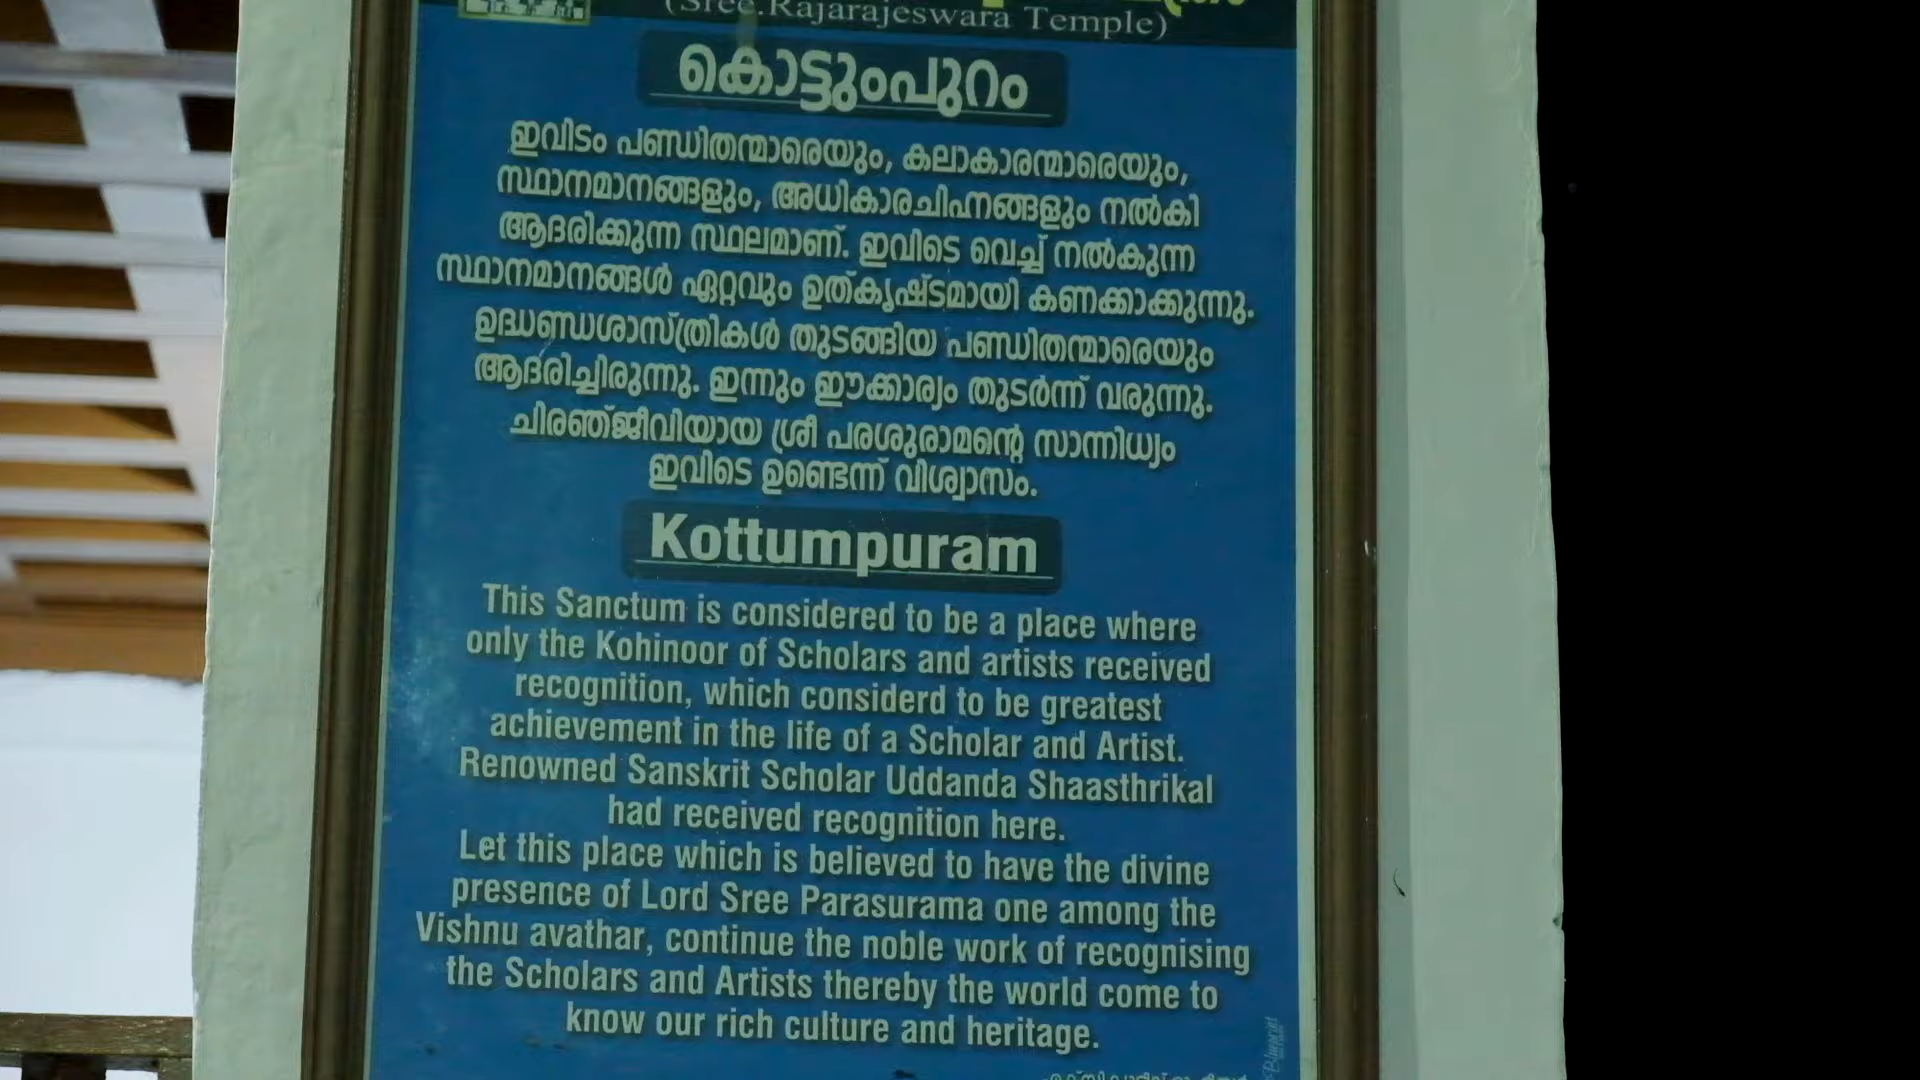 (Sree.Rajarajeswara Temple)
കൊട്ടുംപുറം
ഇവിടം പണ്ഡിതന്മാരെയും, കലാകാരന്മാരെയും,
സ്ഥാനമാനങ്ങളും, അധികാരചിഹ്നങ്ങളും നൽകി
ആദരിക്കുന്ന സ്ഥലമാണ്. ഇവിടെ വെച്ച് നൽകുന്ന
സ്ഥാനമാനങ്ങൾ ഏറ്റവും ഉത്കൃഷ്ടമായി കണക്കാക്കുന്നു.
ഉദ്ധണ്ഡശാസ്ത്രികൾ തുടങ്ങിയ പണ്ഡിതന്മാരെയും
ആദരിച്ചിരുന്നു. ഇന്നും ഈക്കാര്യം തുടർന്ന് വരുന്നു.
ചിരഞ്ജീവിയായ ശ്രീ പരശുരാമന്റെ സാന്നിധ്യം
ഇവിടെ ഉണ്ടെന്ന് വിശ്വാസം.
Kottumpuram
This Sanctum is considered to be a place where
only the Kohinoor of Scholars and artists received
recognition, which considerd to be greatest
achievement in the life of a Scholar and Artist.
Renowned Sanskrit Scholar Uddanda Shaasthrikal
had received recognition here.
Let this place which is believed to have the divine
presence of Lord Sree Parasurama one among the
Vishnu avathar, continue the noble work of recognising
the Scholars and Artists thereby the world come to
know our rich culture and heritage.
Blueprint